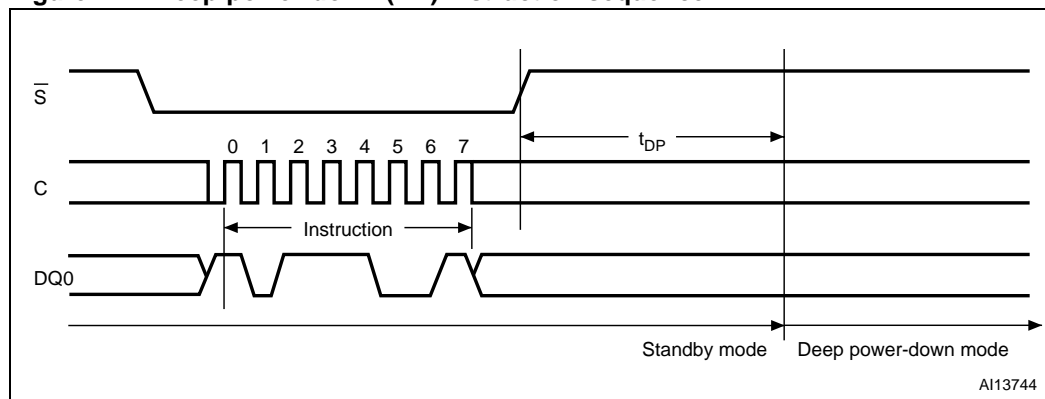 S
t_DP
0 1 2 3 4 5 6 7
C
Instruction
DQ0
Standby mode Deep power-down mode
AI13744